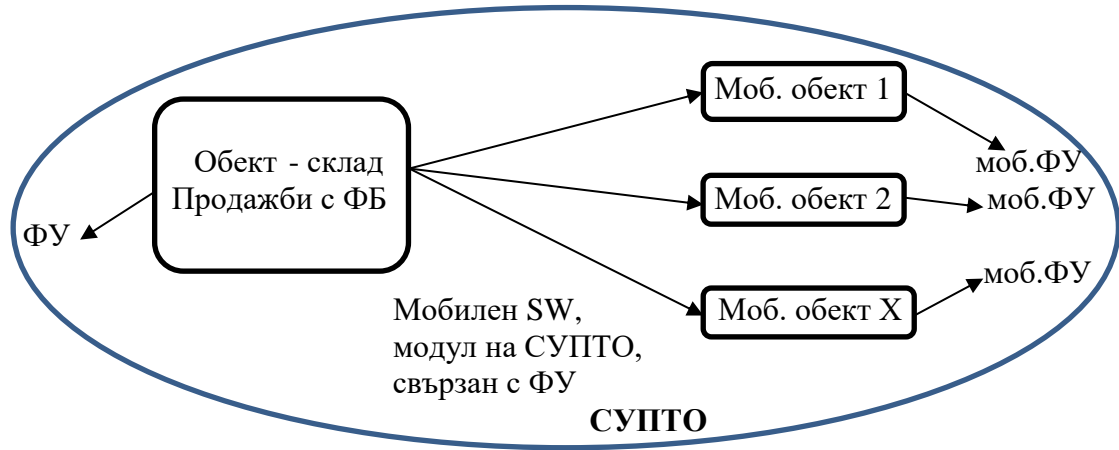 Моб. обект 1
Обект - склад
Продажби с ФБ
моб.ФУ
Моб. обект 2
моб.ФУ
ФУ
моб.ФУ
Моб. обект X
Мобилен SW,
модул на СУПТО,
свързан с ФУ
СУПТО